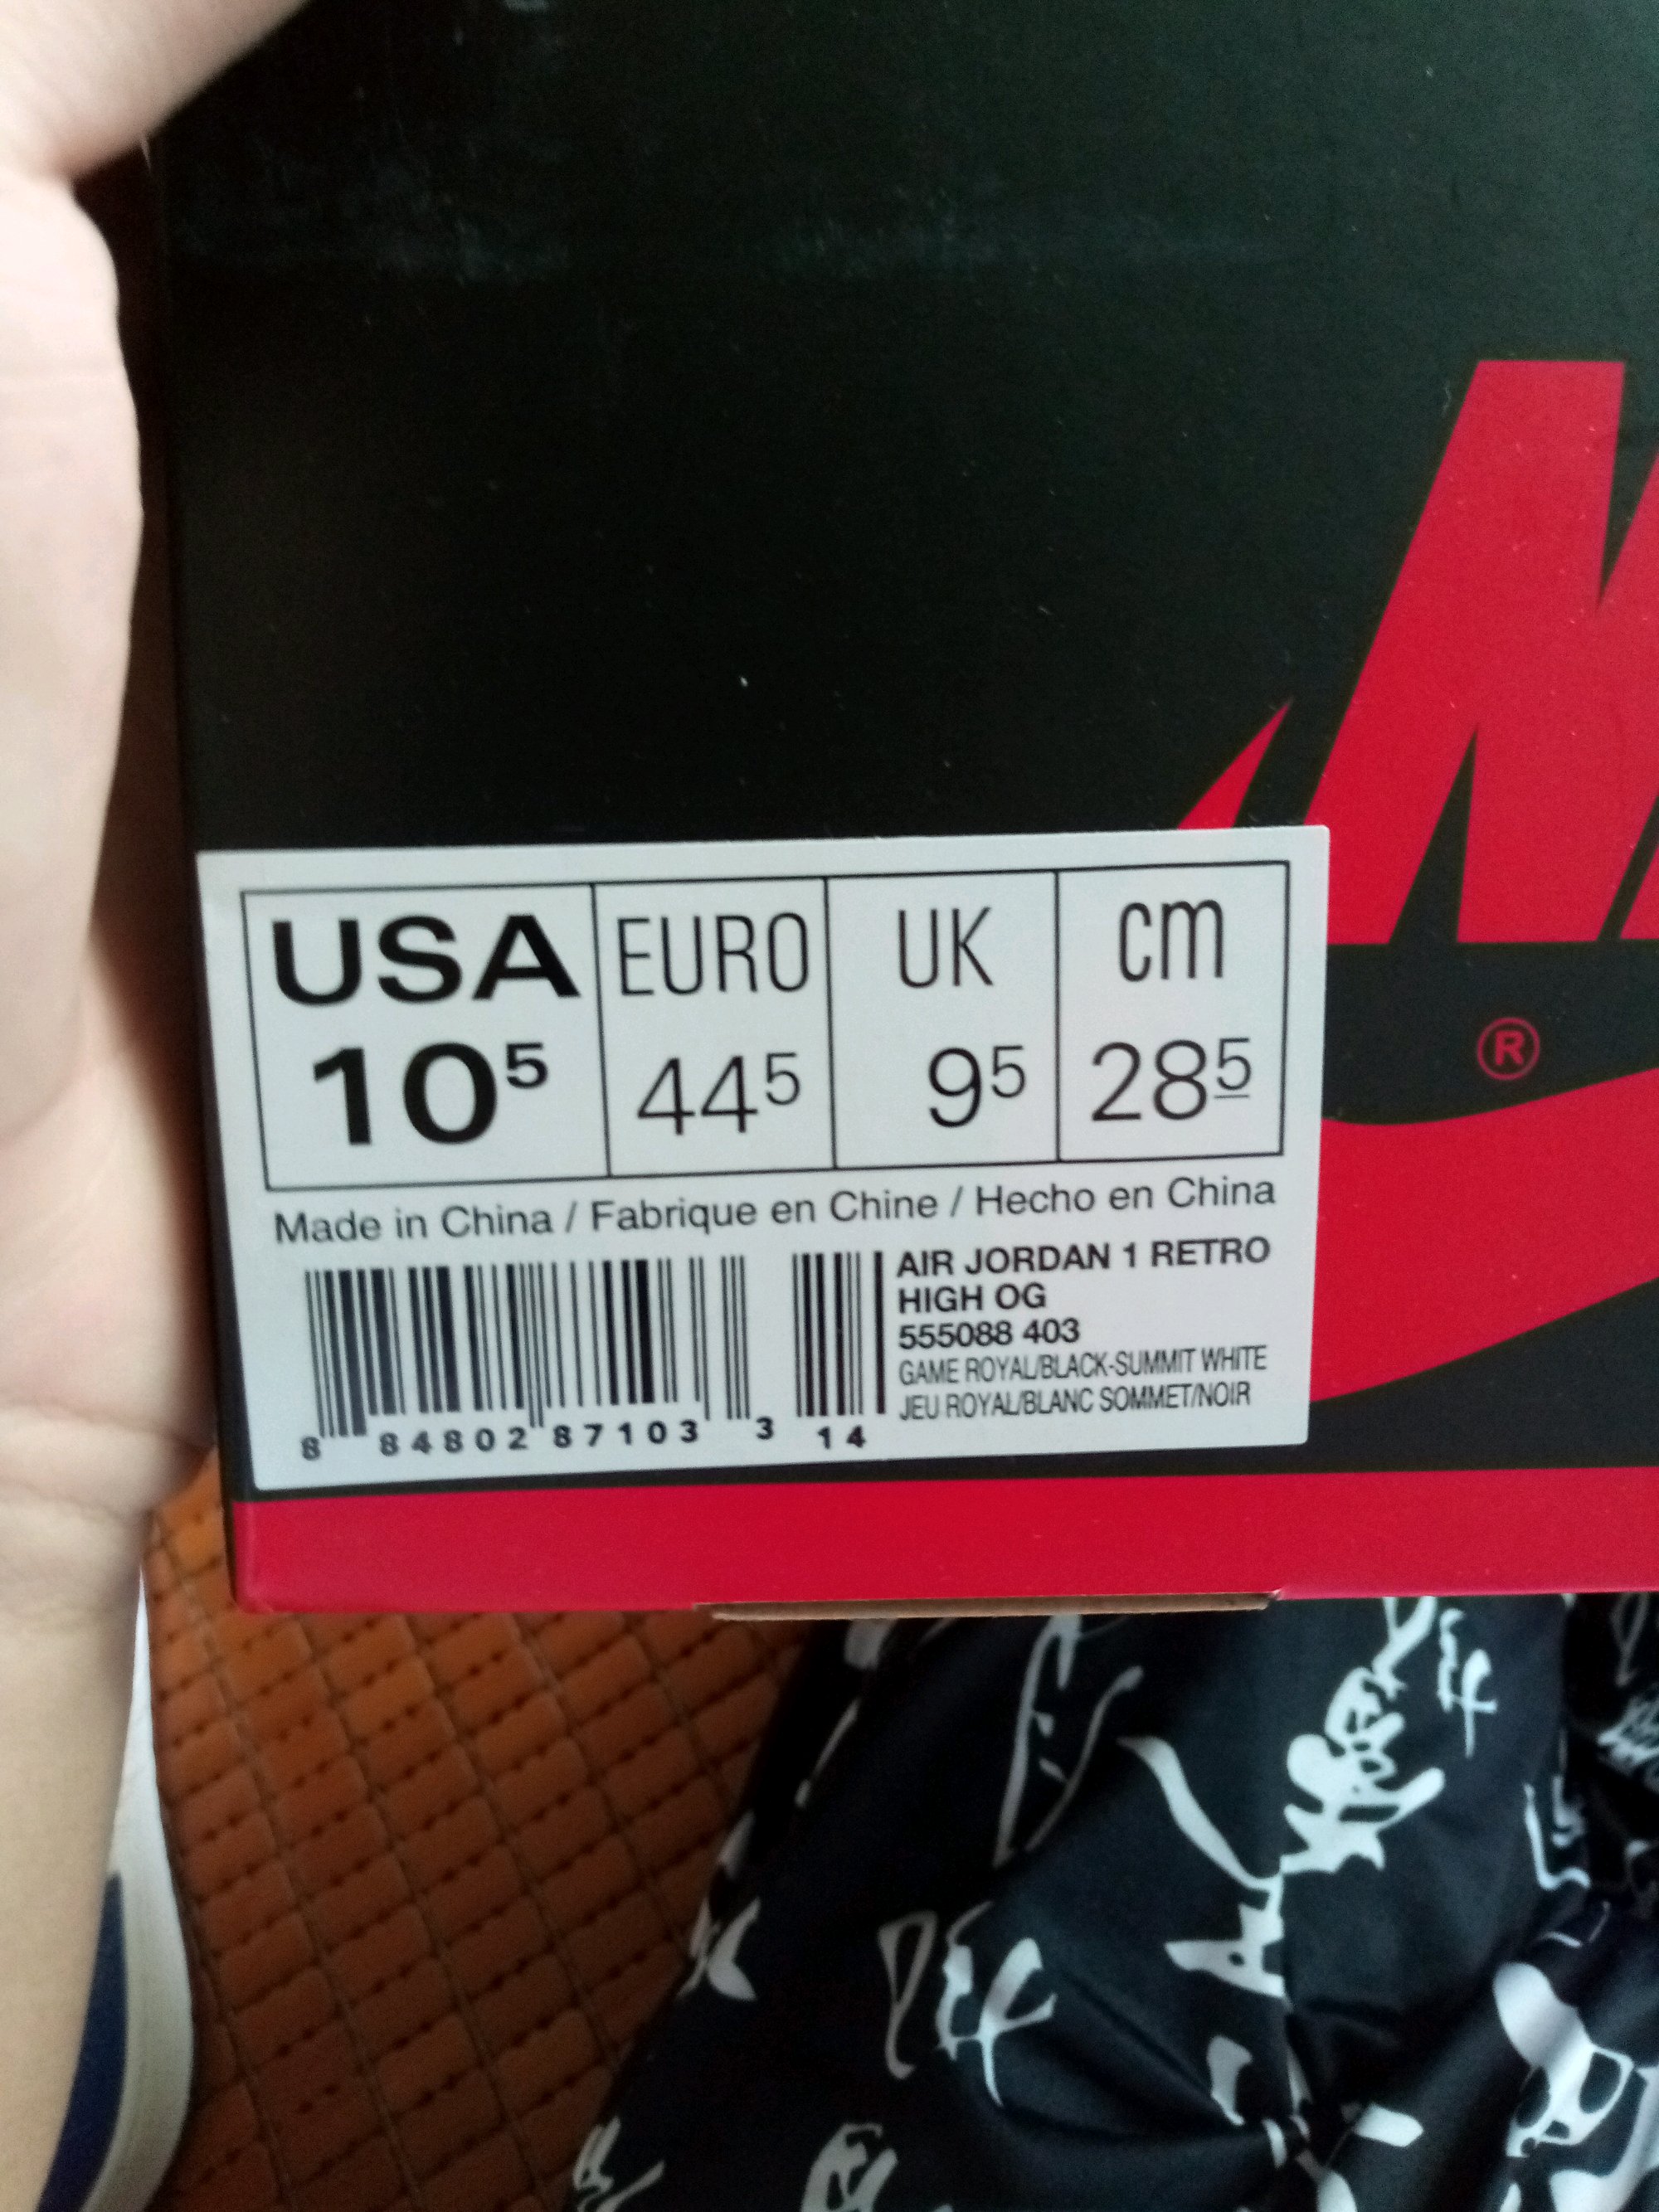 USA EURO UK cm
10⁵ 44⁵ 9⁵ 28⁵
Made in China / Fabrique en Chine / Hecho en China
AIR JORDAN 1 RETRO
HIGH OG
555088 403
GAME ROYAL/BLACK-SUMMIT WHITE
JEU ROYAL/BLANC SOMMET/NOIR
8 84802 87103 3 14
®